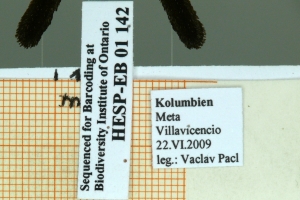 Sequenced for Barcoding at
Biodiversity Institute of Ontario
HESP-EB 01 142
Kolumbien
Meta
Villavicencio
22.VI.2009
leg.: Vaclav Pacl